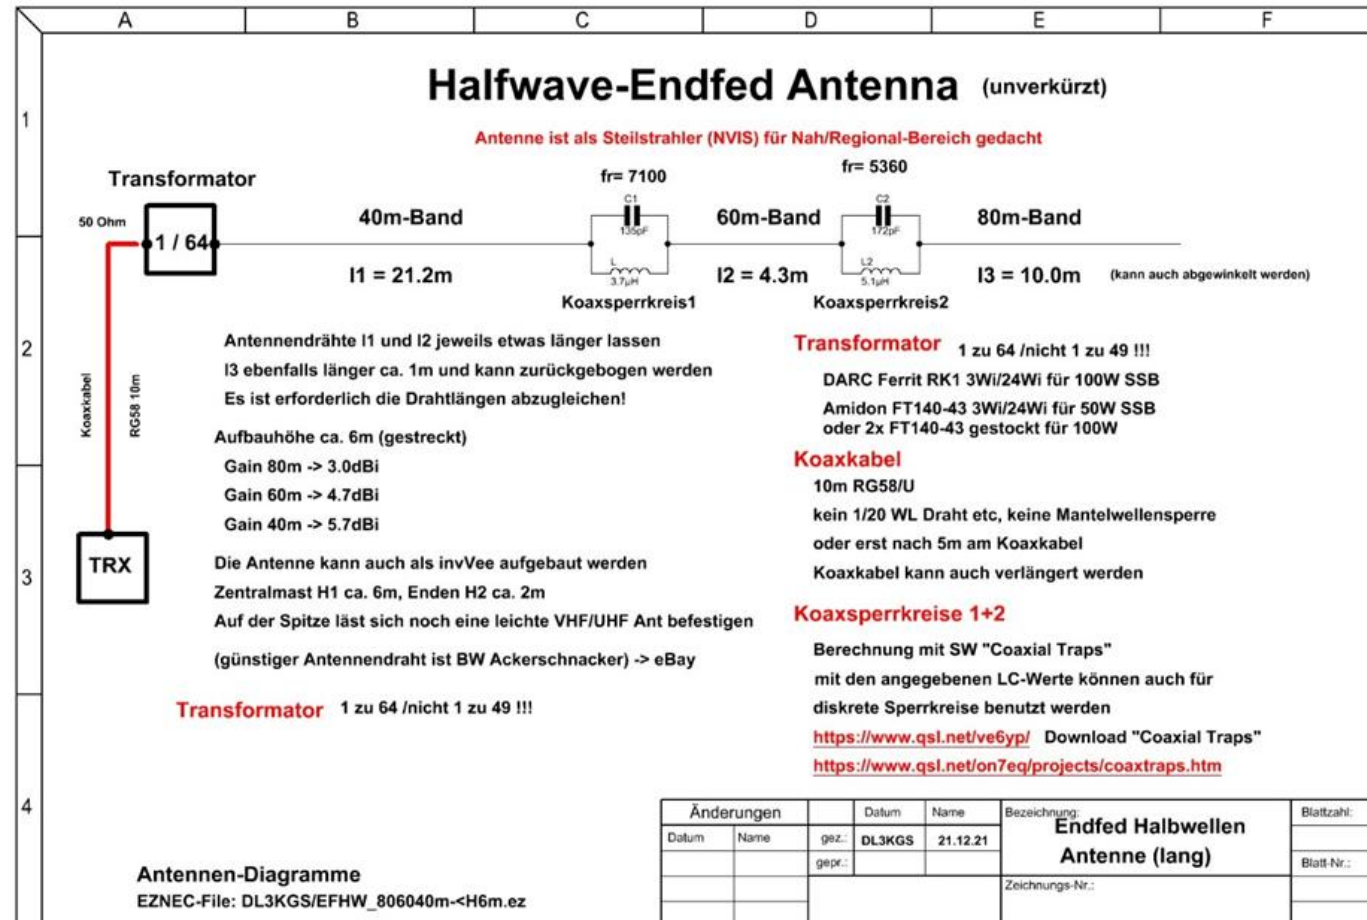 A B C D E F
1
Halfwave-Endfed Antenna (unverkürzt)
Antenne ist als Steilstrahler (NVIS) für Nah/Regional-Bereich gedacht
Transformator
fr= 7100
fr= 5360
50 Ohm
1 / 64
40m-Band
C1
135pF
60m-Band
C2
172pF
80m-Band
l1 = 21.2m
L
3.7µH
l2 = 4.3m
L2
5.1µH
l3 = 10.0m
(kann auch abgewinkelt werden)
Koaxsperrkreis1
Koaxsperrkreis2
2
Koaxkabel
RG58 10m
TRX
Antennendrähte l1 und l2 jeweils etwas länger lassen
l3 ebenfalls länger ca. 1m und kann zurückgebogen werden
Es ist erforderlich die Drahtlängen abzugleichen!
Aufbauhöhe ca. 6m (gestreckt)
Gain 80m -> 3.0dBi
Gain 60m -> 4.7dBi
Gain 40m -> 5.7dBi
3
Die Antenne kann auch als invVee aufgebaut werden
Zentralmast H1 ca. 6m, Enden H2 ca. 2m
Auf der Spitze läst sich noch eine leichte VHF/UHF Ant befestigen
(günstiger Antennendraht ist BW Ackerschnacker) -> eBay
Transformator 1 zu 64 /nicht 1 zu 49 !!!
Transformator 1 zu 64 /nicht 1 zu 49 !!!
DARC Ferrit RK1 3Wi/24Wi für 100W SSB
Amidon FT140-43 3Wi/24Wi für 50W SSB
oder 2x FT140-43 gestockt für 100W
Koaxkabel
10m RG58/U
kein 1/20 WL Draht etc, keine Mantelwellensperre
oder erst nach 5m am Koaxkabel
Koaxkabel kann auch verlängert werden
Koaxsperrkreise 1+2
Berechnung mit SW "Coaxial Traps"
mit den angegebenen LC-Werte können auch für
diskrete Sperrkreise benutzt werden
https://www.qsl.net/ve6yp/ Download "Coaxial Traps"
https://www.qsl.net/on7eq/projects/coaxtraps.htm
4
Antennen-Diagramme
EZNEC-File: DL3KGS/EFHW_806040m-<H6m.ez
Änderungen
Datum Name
Datum Name
gez.: DL3KGS 21.12.21
gepr.:
Bezeichnung:
Endfed Halbwellen
Antenne (lang)
Zeichnungs-Nr.:
Blattzahl:
Blatt-Nr.: